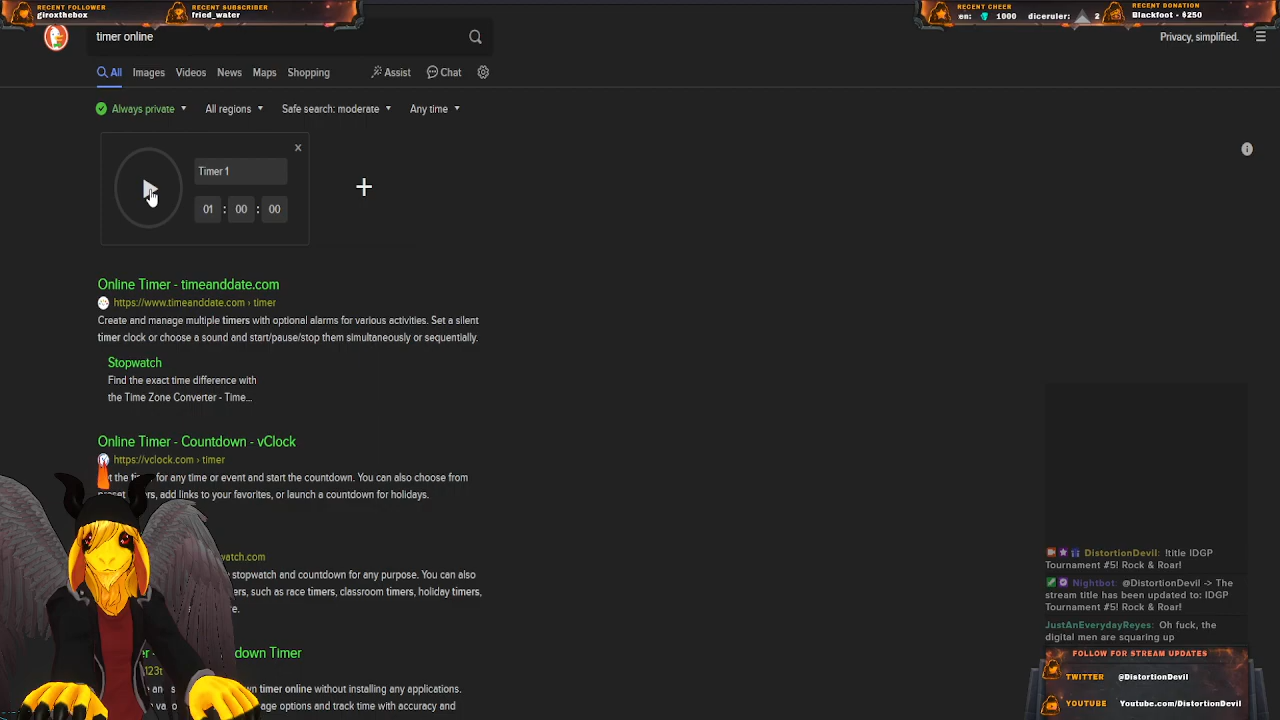 RECENT FOLLOWER
giroxthebox
RECENT SUBSCRIBER
fried_water
RECENT CHEER
en: 1000 diceruler: 2
RECENT DONATION
Blackfoot - $250
timer online
Privacy, simplified.
All Images Videos News Maps Shopping Assist Chat
Always private All regions Safe search: moderate Any time
x
Timer 1
01 : 00 : 00
+
Online Timer - timeanddate.com
https://www.timeanddate.com › timer
Create and manage multiple timers with optional alarms for various activities. Set a silent
timer clock or choose a sound and start/pause/stop them simultaneously or sequentially.
Stopwatch
Find the exact time difference with
the Time Zone Converter - Time...
Online Timer - Countdown - vClock
https://vclock.com › timer
the for any time or event and start the countdown. You can also choose from
add links to your favorites, or launch a countdown for holidays.
watch.com
stopwatch and countdown for any purpose. You can also
such as race timers, classroom timers, holiday timers,
Timer
timer online without installing any applications.
options and track time with accuracy and
DistortionDevil: !title IDGP
Tournament #5! Rock & Roar!
Nightbot: @DistortionDevil -> The
stream title has been updated to: IDGP
Tournament #5! Rock & Roar!
JustAnEverydayReyes: Oh fuck, the
digital men are squaring up
FOLLOW FOR STREAM UPDATES
TWITTER @DistortionDevil
YOUTUBE Youtube.com/DistortionDevil